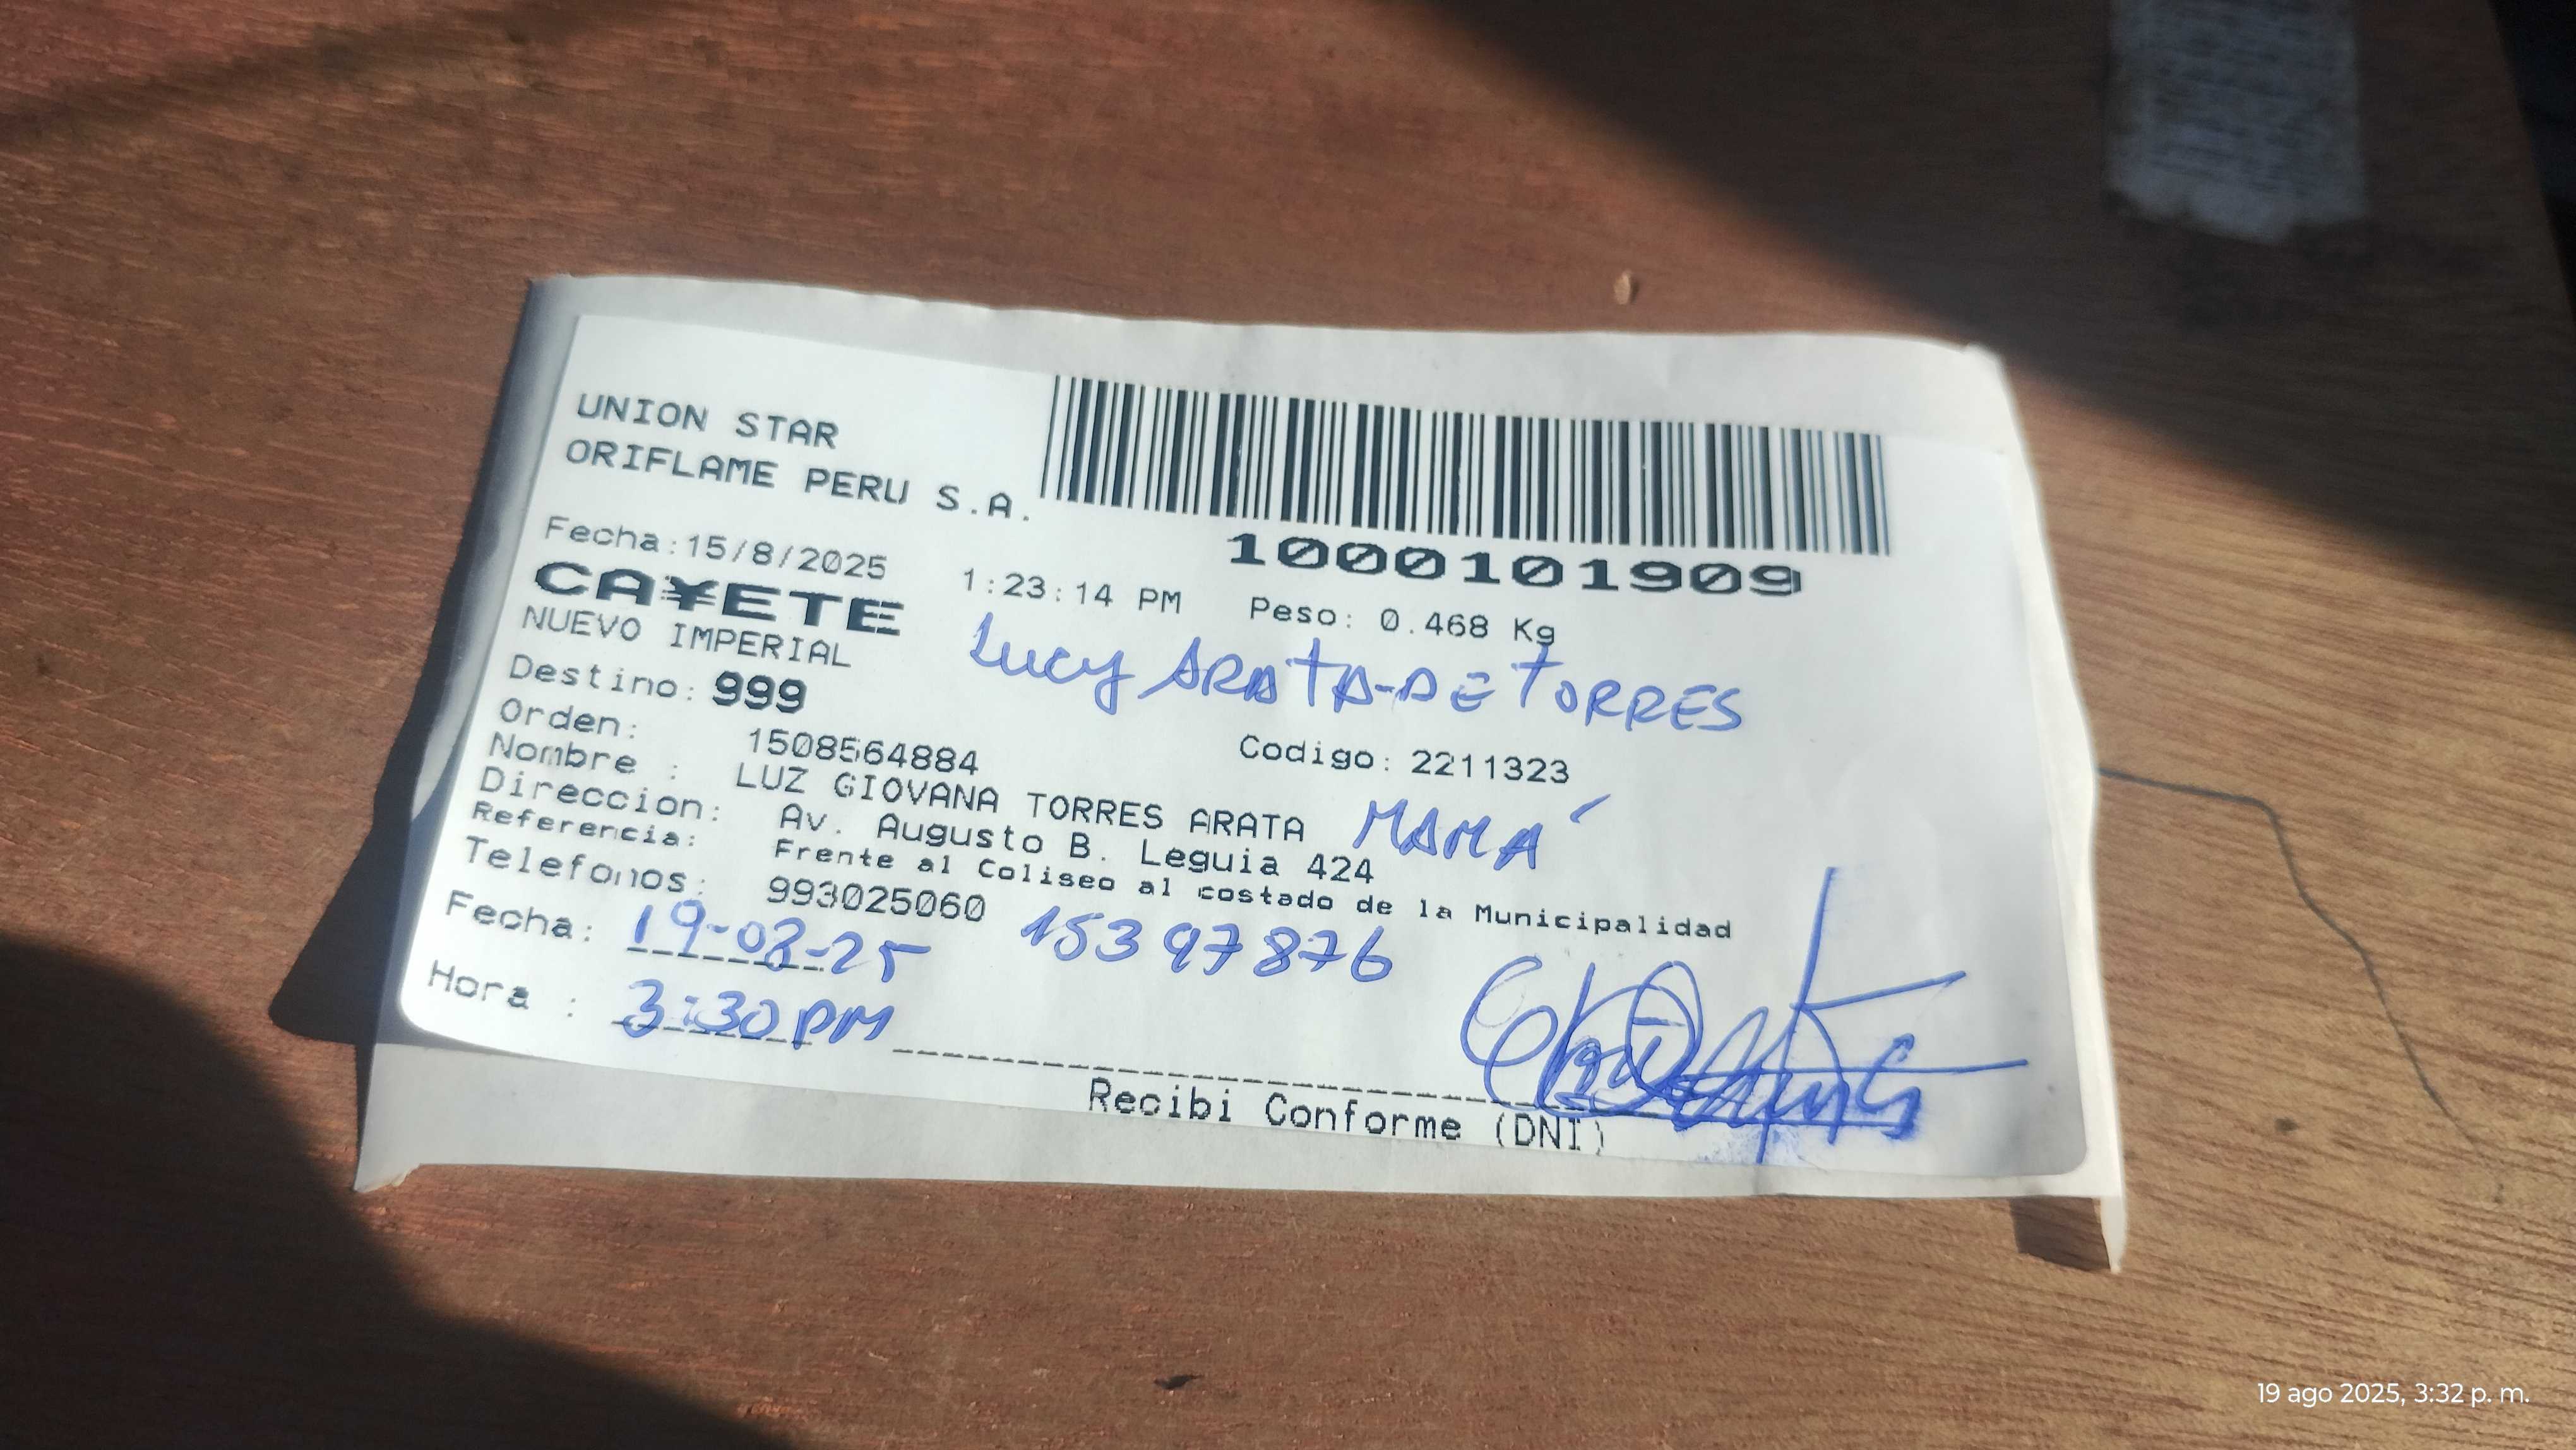 UNION STAR
ORIFLAME PERU S.A.
1000101909
Fecha:15/8/2025 1:23:14 PM Peso: 0.468 Kg
CA¥ETE
NUEVO IMPERIAL
Lucy ARATA-DE TORRES
Destino: 999
Orden: 1508564884 Codigo: 2211323
Nombre : LUZ GIOVANA TORRES ARATA MAMÁ
Direccion: Av. Augusto B. Leguia 424
Referencia: Frente al Coliseo al costado de la Municipalidad
Telefonos: 993025060
Fecha: 19-08-25 15397876
Hora : 3:30 PM
Recibi Conforme (DNI)
19 ago 2025, 3:32 p. m.